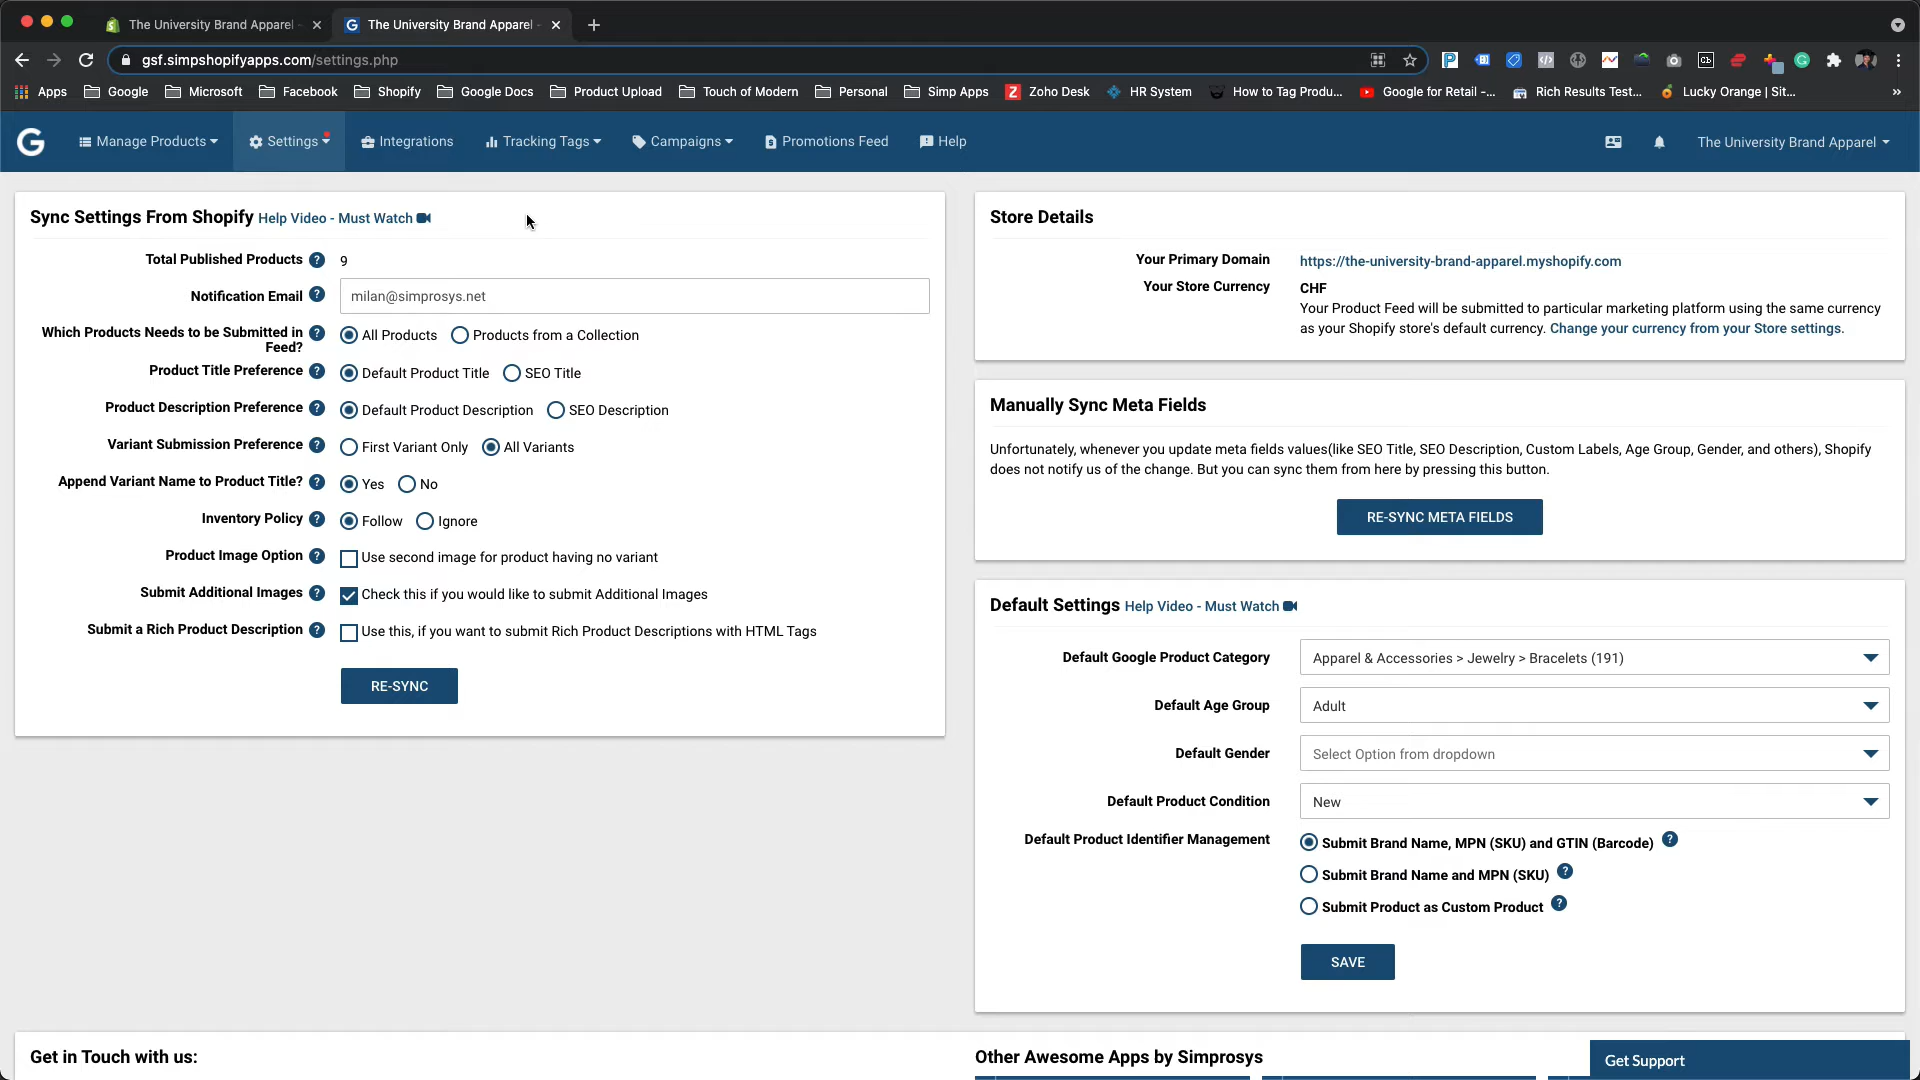 The University Brand Apparel
The University Brand Apparel
gsf.simpshopifyapps.com/settings.php
Apps
Google
Microsoft
Facebook
Shopify
Google Docs
Product Upload
Touch of Modern
Personal
Simp Apps
Zoho Desk
HR System
How to Tag Produ...
Google for Retail -...
Rich Results Test...
Lucky Orange | Sit...
»
G
Manage Products
Settings
Integrations
Tracking Tags
Campaigns
Promotions Feed
Help
The University Brand Apparel
Sync Settings From Shopify Help Video - Must Watch
Total Published Products ? 9
Notification Email ? milan@simprosys.net
Which Products Needs to be Submitted in
Feed? ? All Products Products from a Collection
Product Title Preference ? Default Product Title SEO Title
Product Description Preference ? Default Product Description SEO Description
Variant Submission Preference ? First Variant Only All Variants
Append Variant Name to Product Title? ? Yes No
Inventory Policy ? Follow Ignore
Product Image Option ? Use second image for product having no variant
Submit Additional Images ? Check this if you would like to submit Additional Images
Submit a Rich Product Description ? Use this, if you want to submit Rich Product Descriptions with HTML Tags
RE-SYNC
Store Details
Your Primary Domain https://the-university-brand-apparel.myshopify.com
Your Store Currency CHF
Your Product Feed will be submitted to particular marketing platform using the same currency
as your Shopify store's default currency. Change your currency from your Store settings.
Manually Sync Meta Fields
Unfortunately, whenever you update meta fields values(like SEO Title, SEO Description, Custom Labels, Age Group, Gender, and others), Shopify
does not notify us of the change. But you can sync them from here by pressing this button.
RE-SYNC META FIELDS
Default Settings Help Video - Must Watch
Default Google Product Category Apparel & Accessories > Jewelry > Bracelets (191)
Default Age Group Adult
Default Gender Select Option from dropdown
Default Product Condition New
Default Product Identifier Management Submit Brand Name, MPN (SKU) and GTIN (Barcode) ?
Submit Brand Name and MPN (SKU) ?
Submit Product as Custom Product ?
SAVE
Get in Touch with us:
Other Awesome Apps by Simprosys
Get Support